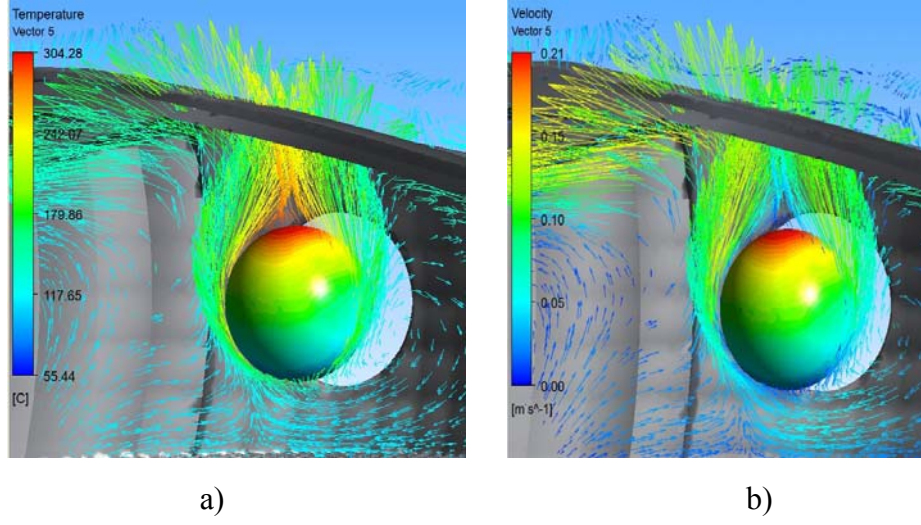 Temperature
Vector 5
304.28
242.07
179.86
117.65
55.44
[C]
Velocity
Vector 5
0.21
0.15
0.10
0.05
0.00
[m s^-1]
a)
b)